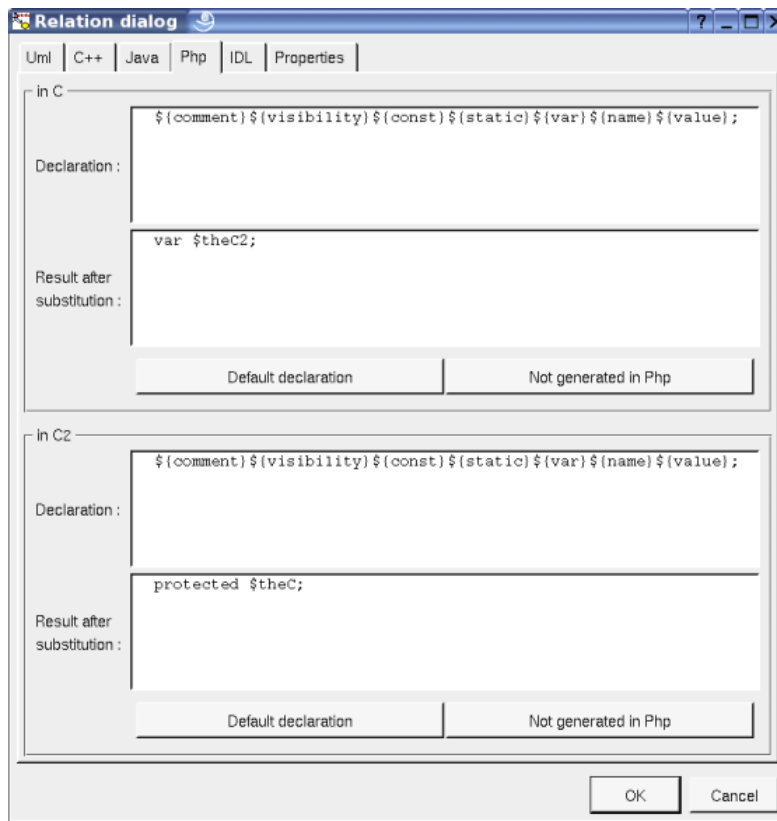 Relation dialog
Uml C++ Java Php IDL Properties
in C
Declaration :
${comment}${visibility}${const}${static}${var}${name}${value};
Result after
substitution :
var $theC2;
Default declaration Not generated in Php
in C2
Declaration :
${comment}${visibility}${const}${static}${var}${name}${value};
Result after
substitution :
protected $theC;
Default declaration Not generated in Php
OK Cancel